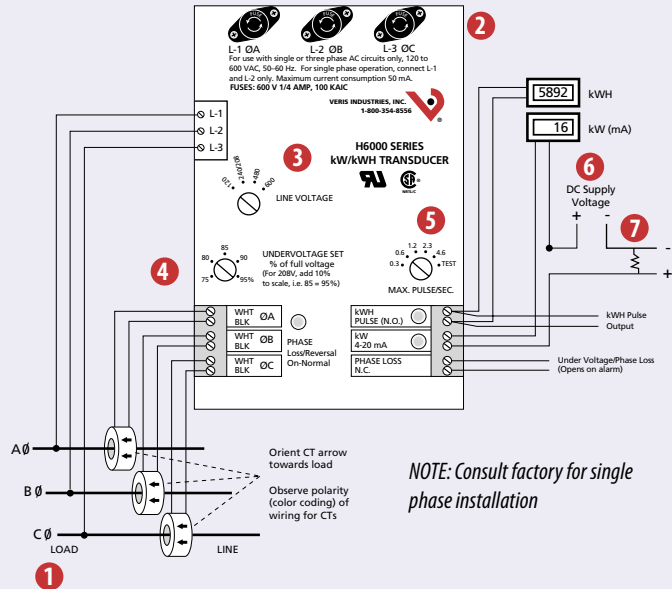 FUSE FUSE FUSE
L-1 ØA L-2 ØB L-3 ØC
2
For use with single or three phase AC circuits only, 120 to
600 VAC, 50–60 Hz. For single phase operation, connect L-1
and L-2 only. Maximum current consumption 50 mA.
FUSES: 600 V 1/4 AMP, 100 KAIC
VERIS INDUSTRIES, INC.
1-800-354-8556
5892 kWH
16 kW (mA)
L-1
L-2
L-3
H6000 SERIES
kW/kWH TRANSDUCER
3
120 240/208 480 600
LINE VOLTAGE
6
DC Supply
Voltage
+ -
7
-
+
5
0.3 0.6 1.2 2.3 4.6 TEST
MAX. PULSE/SEC.
4
75 80 85 90 95%
UNDERVOLTAGE SET
% of full voltage
(For 208V, add 10%
to scale, i.e. 85 = 95%)
WHT
BLK
ØA
WHT
BLK
ØB
WHT
BLK
ØC
PHASE
Loss/Reversal
On-Normal
kWH
PULSE (N.O.)
kW
4-20 mA
PHASE LOSS
N.C.
kWH Pulse
Output
Under Voltage/Phase Loss
(Opens on alarm)
A Ø
B Ø
C Ø
Orient CT arrow
towards load
Observe polarity
(color coding) of
wiring for CTs
NOTE: Consult factory for single
phase installation
LOAD LINE
1